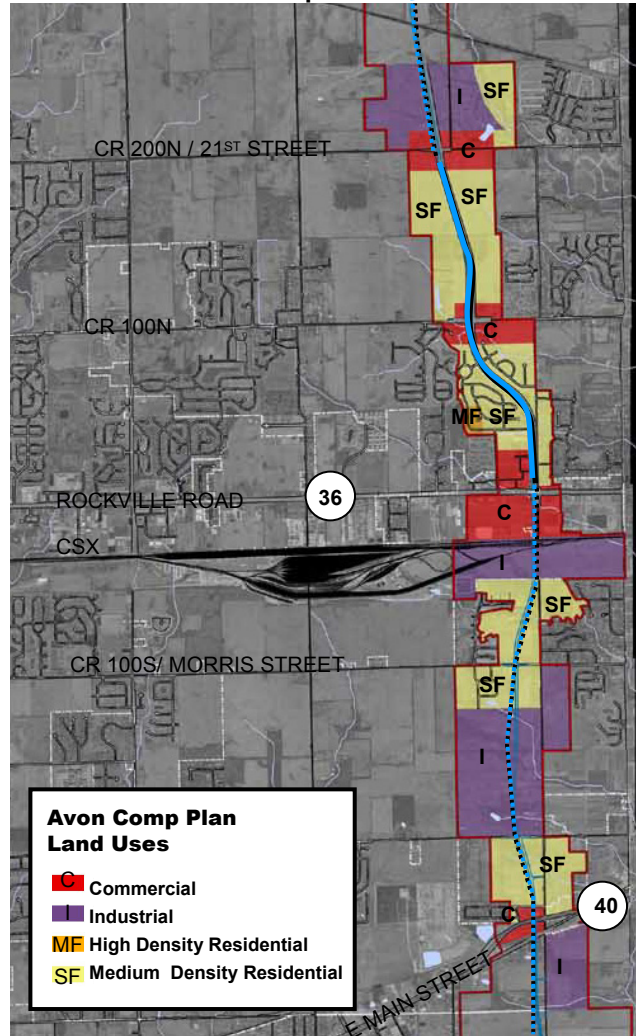 I
SF
CR 200N / 21ST STREET
C
SF SF
CR 100N
C
MF SF
36
ROCKVILLE ROAD
C
CSX
I
SF
CR 100S/ MORRIS STREET
SF
I
SF
C
40
I
E MAIN STREET
Avon Comp Plan
Land Uses
C Commercial
I Industrial
MF High Density Residential
SF Medium Density Residential